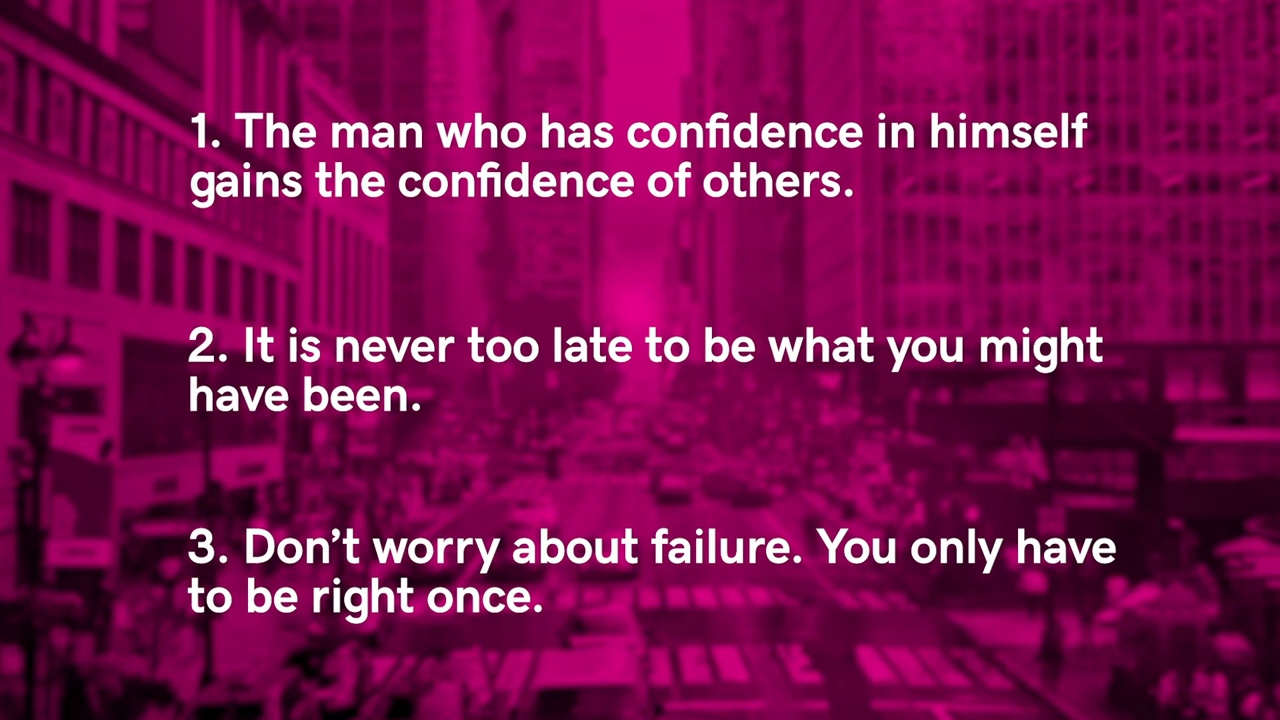 1. The man who has confidence in himself
gains the confidence of others.
2. It is never too late to be what you might
have been.
3. Don’t worry about failure. You only have
to be right once.